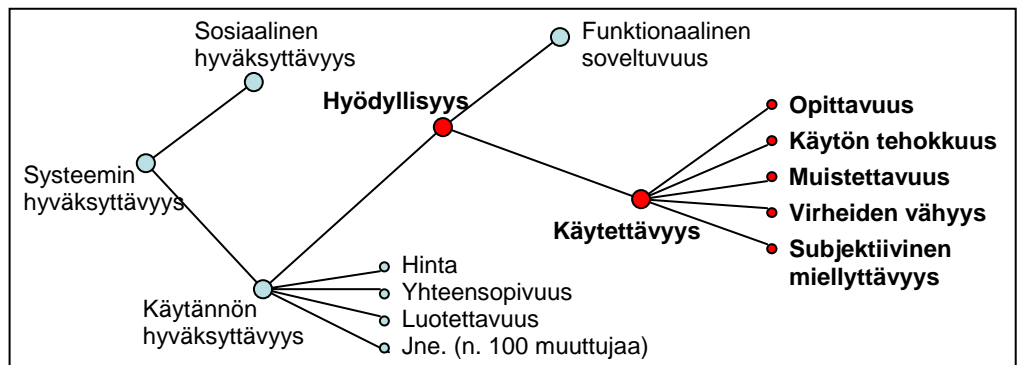 Sosiaalinen
hyväksyttävyys
Funktionaalinen
soveltuvuus
Hyödyllisyys
Systeemin
hyväksyttävyys
Opittavuus
Käytön tehokkuus
Muistettavuus
Virheiden vähyys
Subjektiivinen
miellyttävyys
Käytettävyys
Käytännön
hyväksyttävyys
Hinta
Yhteensopivuus
Luotettavuus
Jne. (n. 100 muuttujaa)